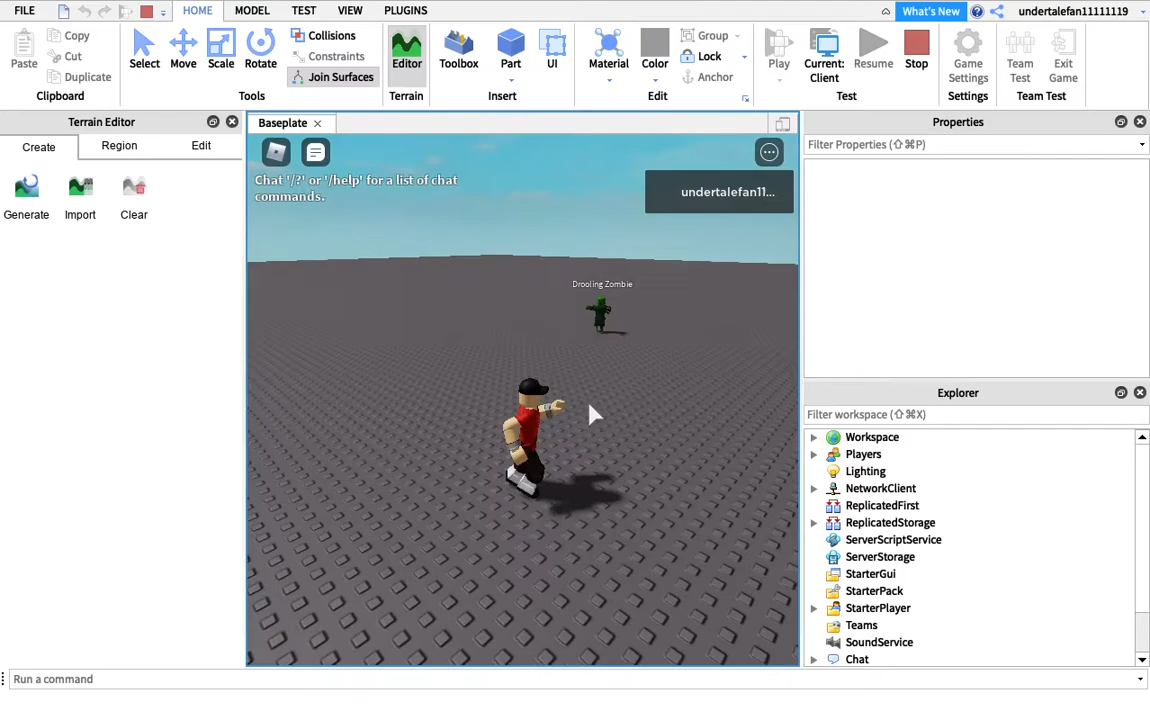 FILE HOME MODEL TEST VIEW PLUGINS What's New undertalefan11111119
Paste Copy Cut Duplicate
Clipboard
Select Move Scale Rotate Collisions Constraints Join Surfaces
Tools
Editor
Terrain
Toolbox Part UI
Insert
Material Color Group Lock Anchor
Edit
Play Current: Client Resume Stop
Test
Game Settings
Settings
Team Test Exit Game
Team Test
Terrain Editor
Create Region Edit
Generate Import Clear
Baseplate
Chat '/?' or '/help' for a list of chat
commands.
undertalefan11...
Drooling Zombie
Properties
Filter Properties (⇧⌘P)
Explorer
Filter workspace (⇧⌘X)
Workspace
Players
Lighting
NetworkClient
ReplicatedFirst
ReplicatedStorage
ServerScriptService
ServerStorage
StarterGui
StarterPack
StarterPlayer
Teams
SoundService
Chat
Run a command